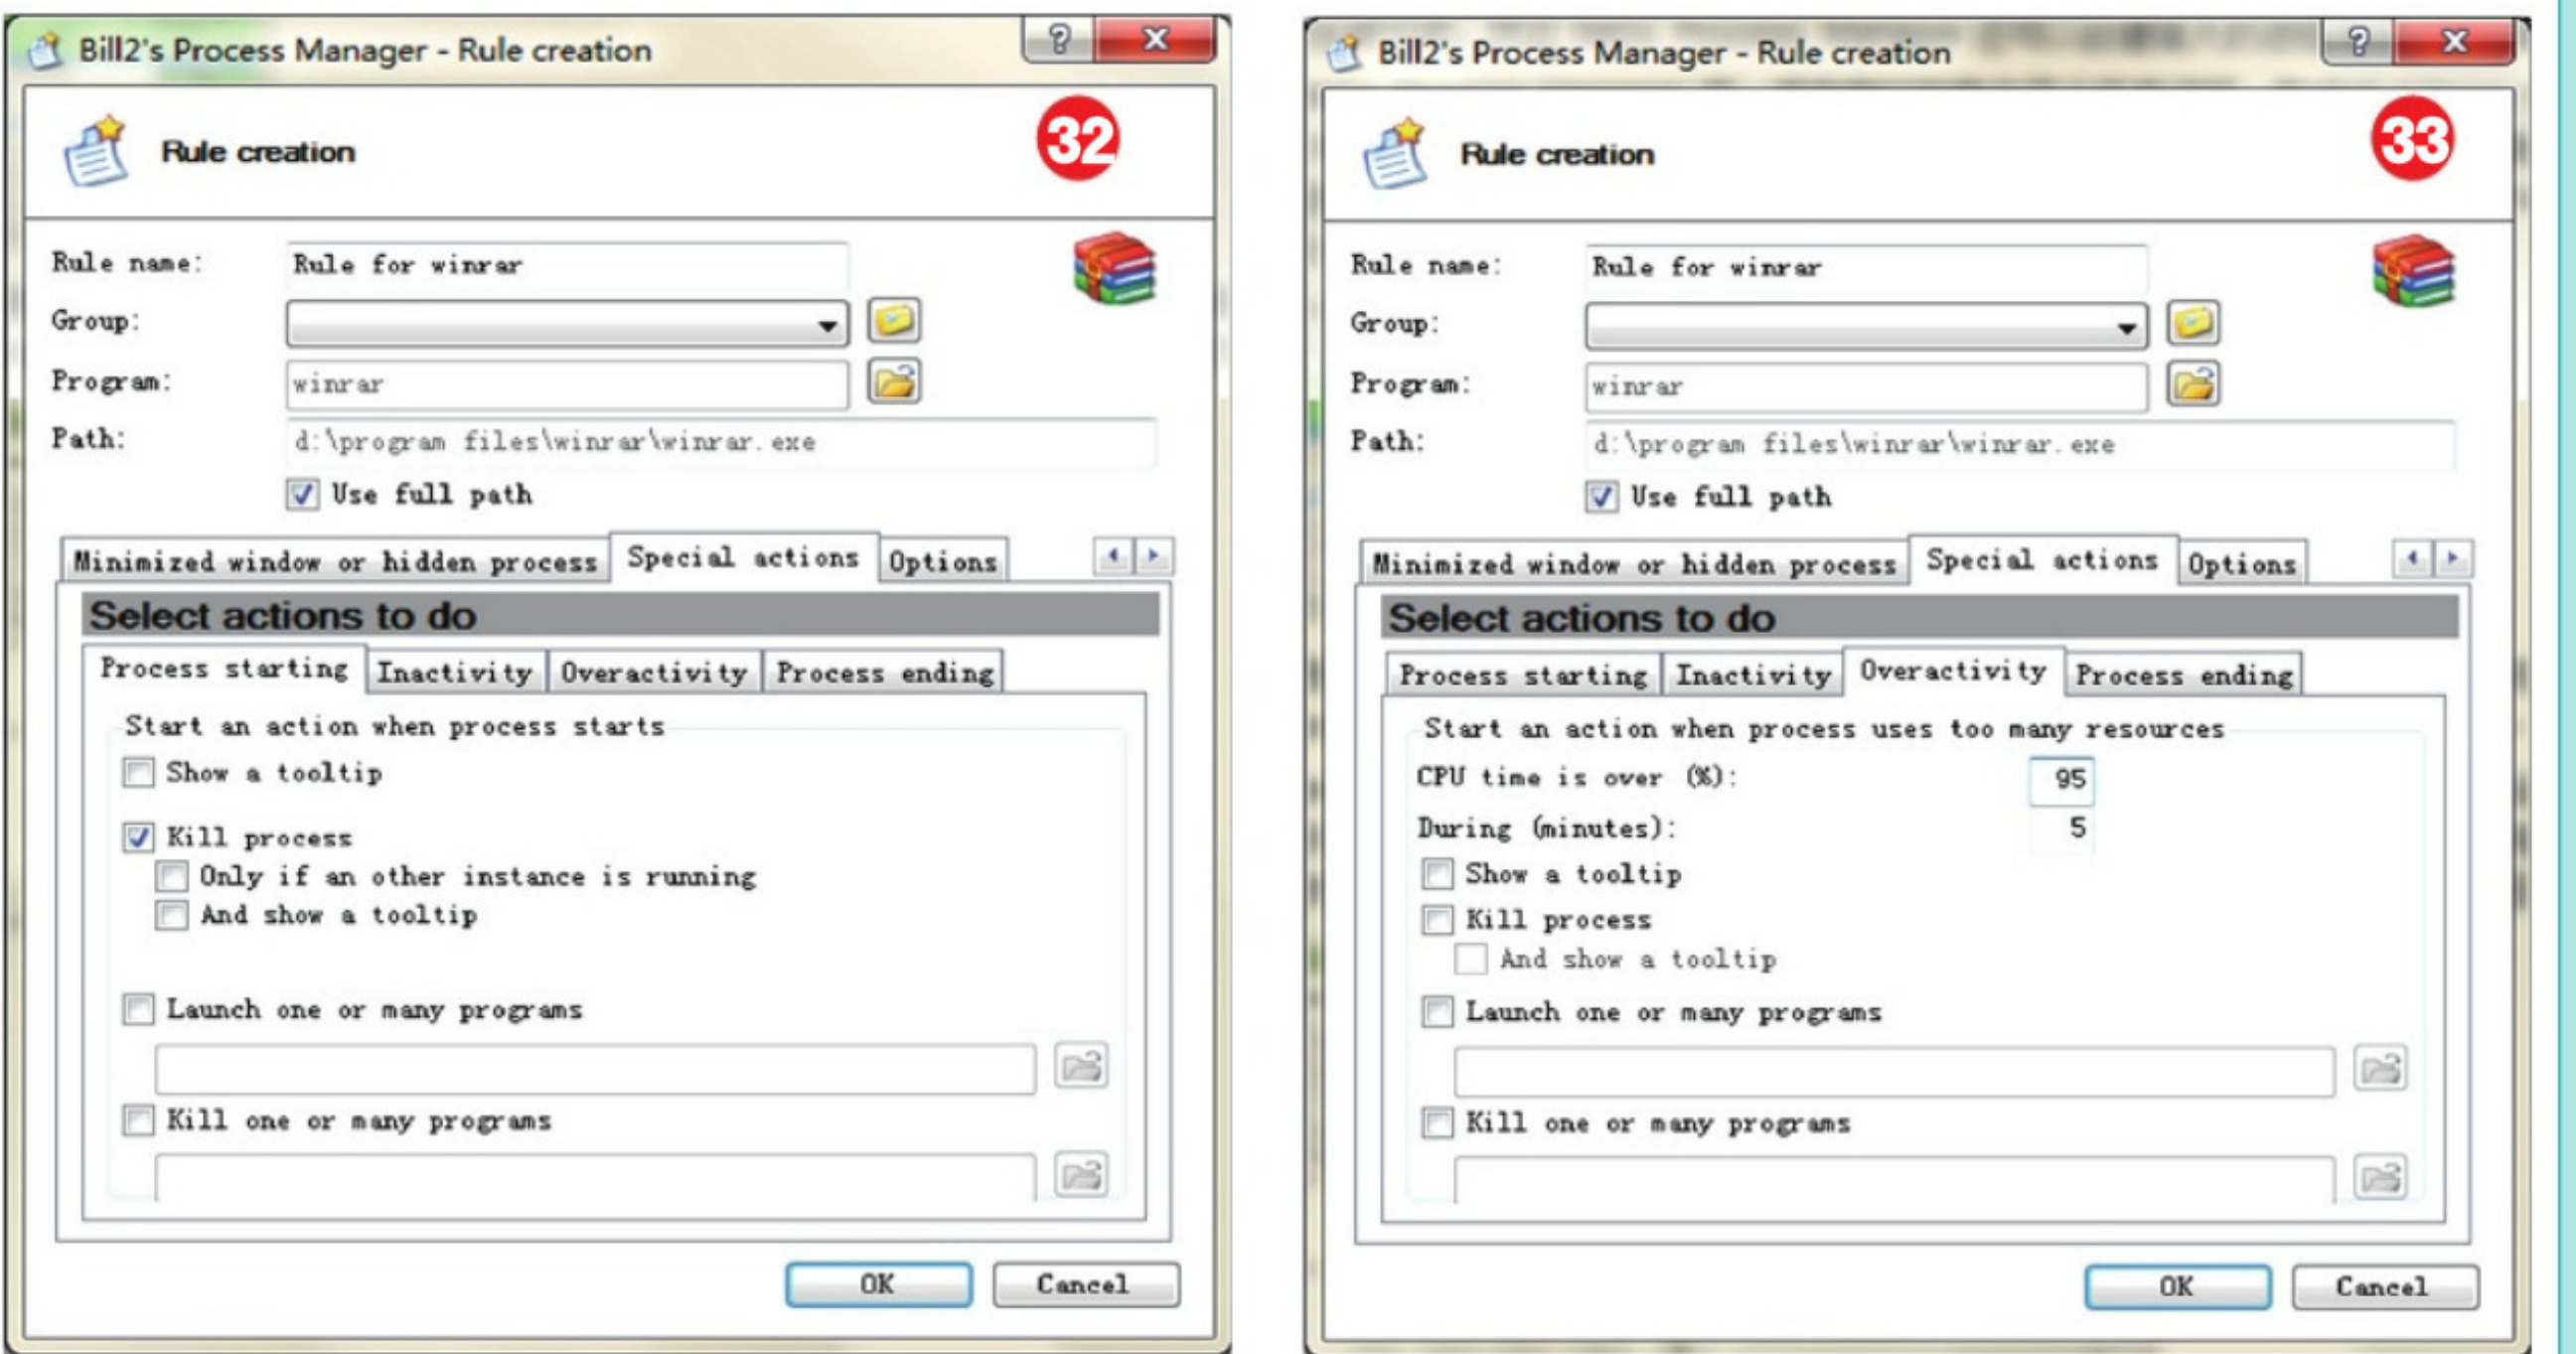 Bill2's Process Manager - Rule creation
32
Rule creation
Rule name: Rule for winrar
Group:
Program: winrar
Path: d:\program files\winrar\winrar.exe
Use full path
Minimized window or hidden process Special actions Options
Select actions to do
Process starting Inactivity Overactivity Process ending
Start an action when process starts
Show a tooltip
Kill process
Only if an other instance is running
And show a tooltip
Launch one or many programs
Kill one or many programs
OK Cancel
Bill2's Process Manager - Rule creation
33
Rule creation
Rule name: Rule for winrar
Group:
Program: winrar
Path: d:\program files\winrar\winrar.exe
Use full path
Minimized window or hidden process Special actions Options
Select actions to do
Process starting Inactivity Overactivity Process ending
Start an action when process uses too many resources
CPU time is over (%): 95
During (minutes): 5
Show a tooltip
Kill process
And show a tooltip
Launch one or many programs
Kill one or many programs
OK Cancel